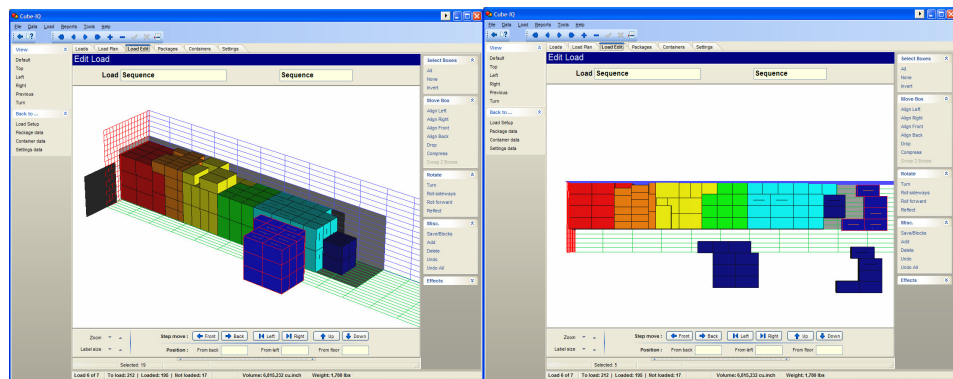 Cube-IQ
File Data Load Reports Tools Help
View
Default
Top
Left
Right
Previous
Turn
Back to ...
Load Setup
Package data
Container data
Settings data
Loads Load Plan Load Edit Packages Containers Settings
Edit Load
Load Sequence Sequence
Select Boxes
All
None
Invert
Move Box
Align Left
Align Right
Align Front
Align Back
Drop
Compress
Swap 2 Boxes
Rotate
Turn
Rot-sideways
Rot-forward
Reflect
Misc.
Save/Blocks
Add
Delete
Undo
Undo All
Effects
Zoom
Label size
Step move : Front Back Left Right Up Down
Position : From back From left From floor
Selected: 19
Load 6 of 7 To load: 212 Loaded: 195 Not loaded: 17 Volume: 6,815,232 cu.inch Weight: 1,780 lbs
Cube-IQ
File Data Load Reports Tools Help
View
Default
Top
Left
Right
Previous
Turn
Back to ...
Load Setup
Package data
Container data
Settings data
Loads Load Plan Load Edit Packages Containers Settings
Edit Load
Load Sequence Sequence
Select Boxes
All
None
Invert
Move Box
Align Left
Align Right
Align Front
Align Back
Drop
Compress
Swap 2 Boxes
Rotate
Turn
Rot-sideways
Rot-forward
Reflect
Misc.
Save/Blocks
Add
Delete
Undo
Undo All
Effects
Zoom
Label size
Step move : Front Back Left Right Up Down
Position : From back From left From floor
Selected: 5
Load 6 of 7 To load: 212 Loaded: 195 Not loaded: 17 Volume: 6,815,232 cu.inch Weight: 1,780 lbs